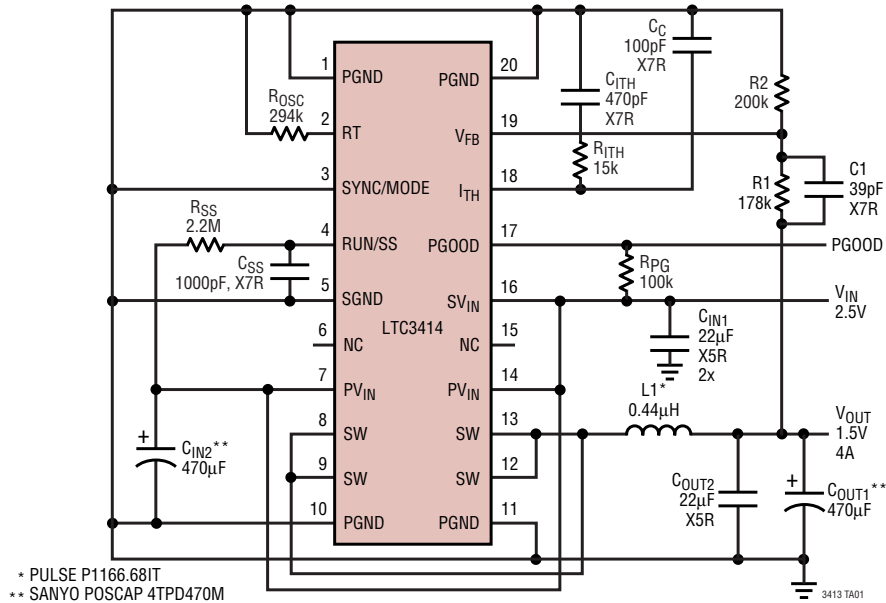 1
PGND
2
RT
3
SYNC/MODE
4
RUN/SS
5
SGND
6
NC
7
PVIN
8
SW
9
SW
10
PGND
LTC3414
20
PGND
19
VFB
18
ITH
17
PGOOD
16
SVIN
15
NC
14
PVIN
13
SW
12
SW
11
PGND
ROSC
294k
RSS
2.2M
CSS
1000pF, X7R
+
CIN2**
470µF
CC
100pF
X7R
CITH
470pF
X7R
RITH
15k
R2
200k
R1
178k
C1
39pF
X7R
PGOOD
RPG
100k
VIN
2.5V
CIN1
22µF
X5R
2x
L1*
0.44µH
VOUT
1.5V
4A
COUT2
22µF
X5R
+
COUT1**
470µF
* PULSE P1166.68IT
** SANYO POSCAP 4TPD470M
3413 TA01